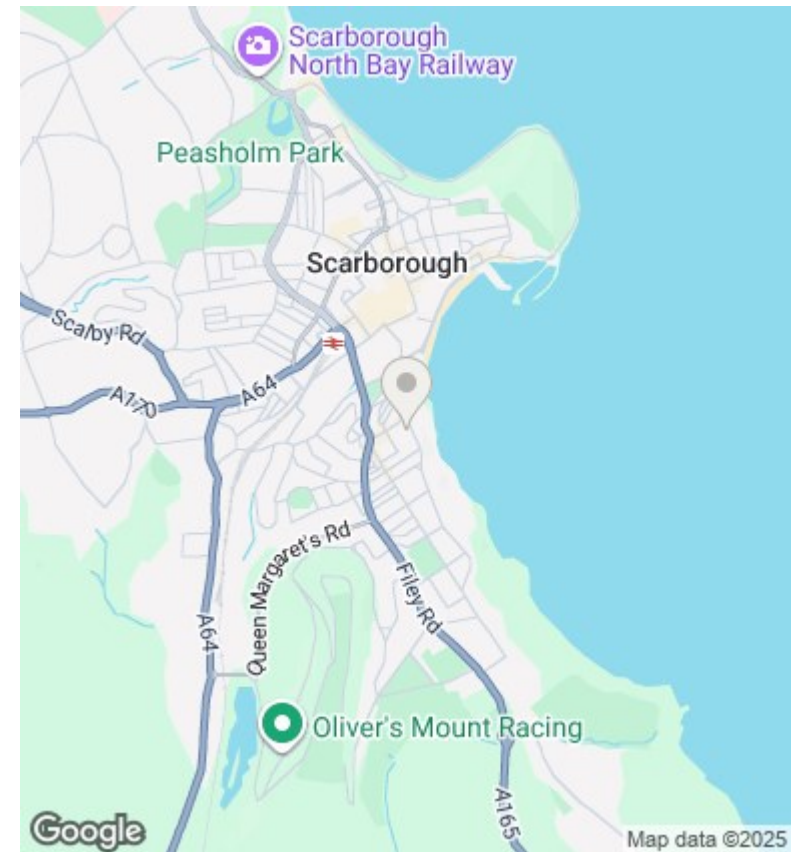 Scarborough
North Bay Railway
Peasholm Park
Scarborough
Scalby Rd
A64
A170
Queen Margaret's Rd
Filey Rd
A64
Oliver's Mount Racing
A165
Google
Map data ©2025